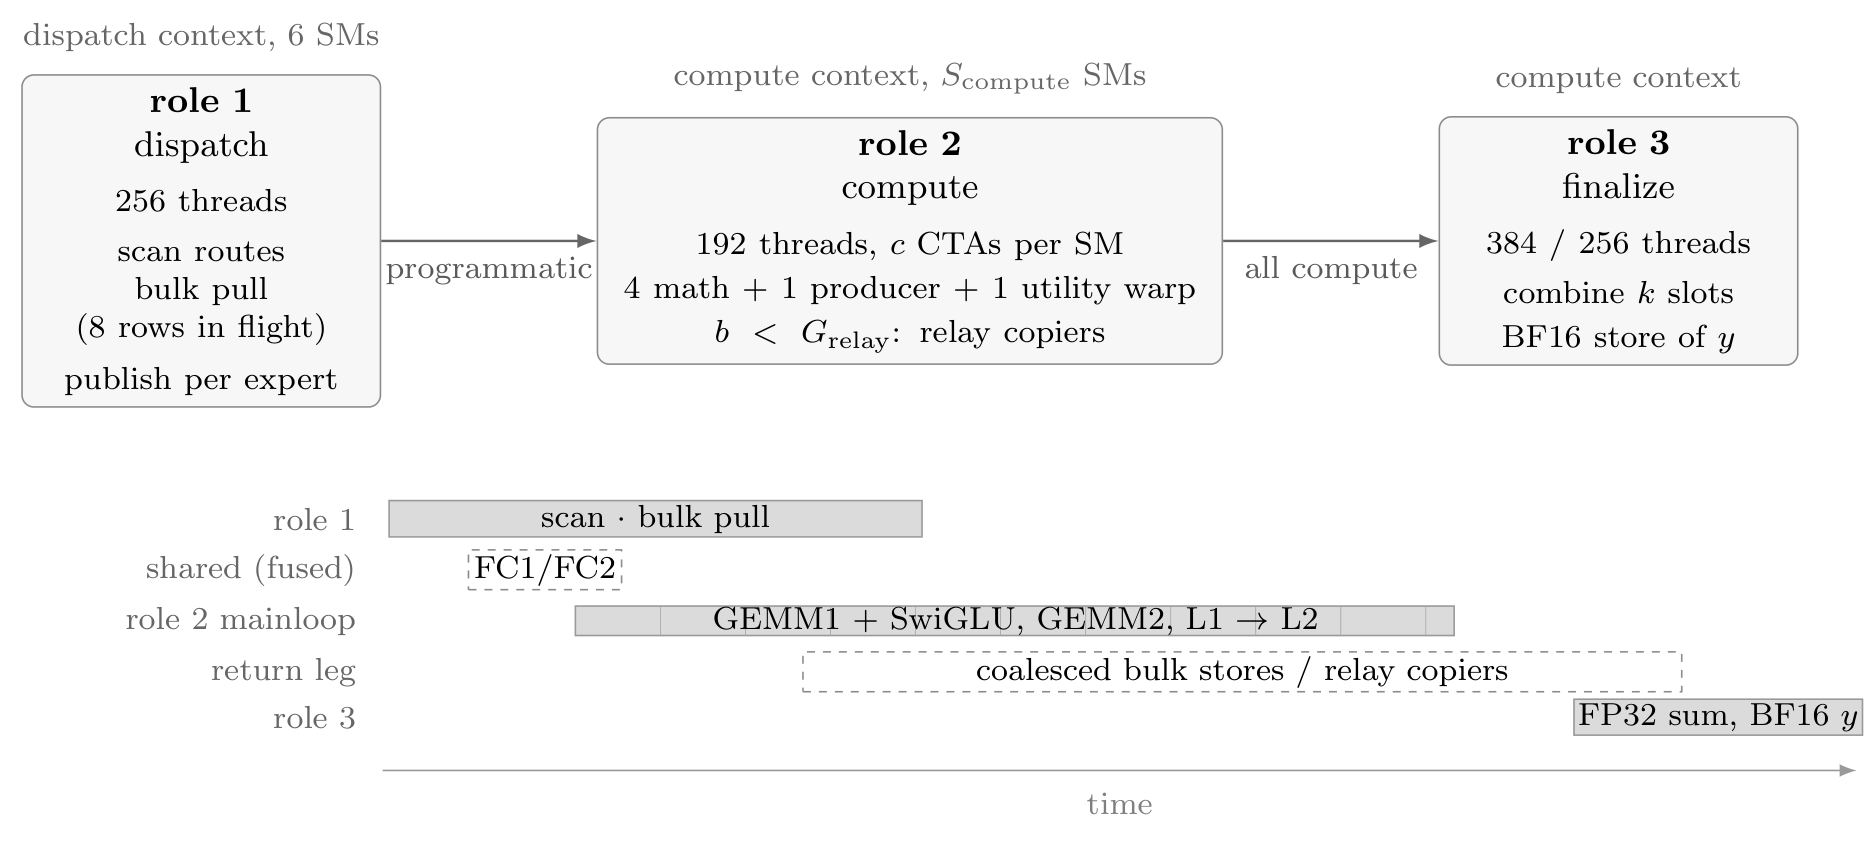 dispatch context, 6 SMs
role 1
dispatch
256 threads
scan routes
bulk pull
(8 rows in flight)
publish per expert
programmatic
compute context, S_compute SMs
role 2
compute
192 threads, c CTAs per SM
4 math + 1 producer + 1 utility warp
b < G_relay: relay copiers
all compute
compute context
role 3
finalize
384 / 256 threads
combine k slots
BF16 store of y
role 1
scan · bulk pull
shared (fused)
FC1/FC2
role 2 mainloop
GEMM1 + SwiGLU, GEMM2, L1 → L2
return leg
coalesced bulk stores / relay copiers
role 3
FP32 sum, BF16 y
time